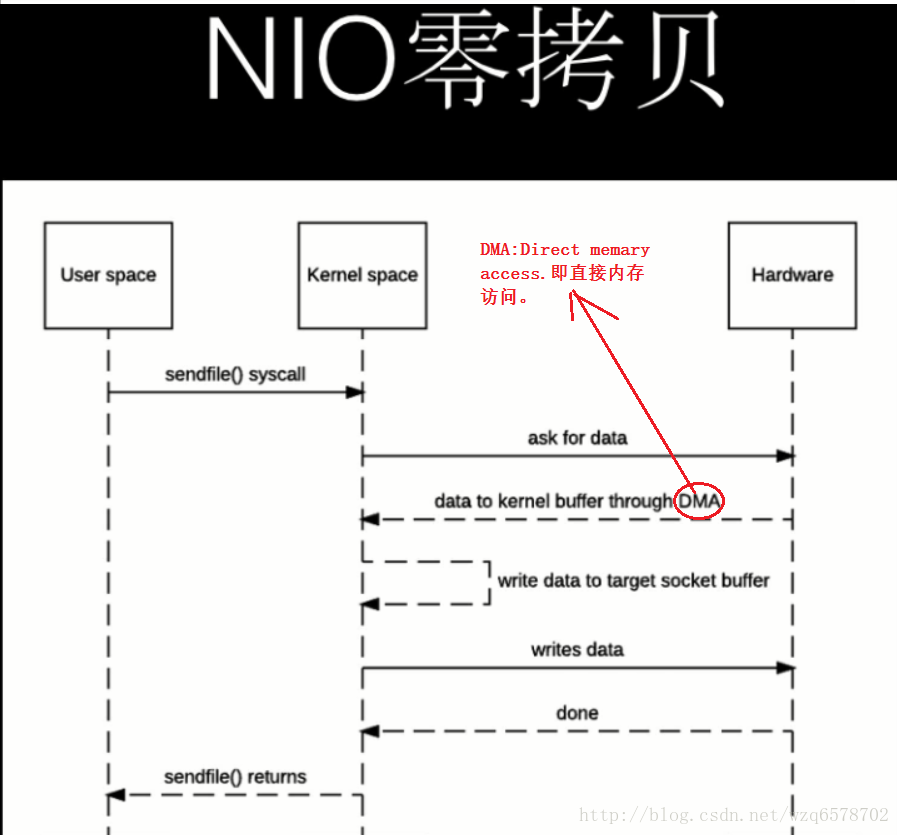 NIO零拷贝
User space
Kernel space
DMA:Direct memary
access.即直接内存
访问。
Hardware
sendfile() syscall
ask for data
data to kernel buffer through DMA
write data to target socket buffer
writes data
done
sendfile() returns
http://blog.csdn.net/wzq6578702